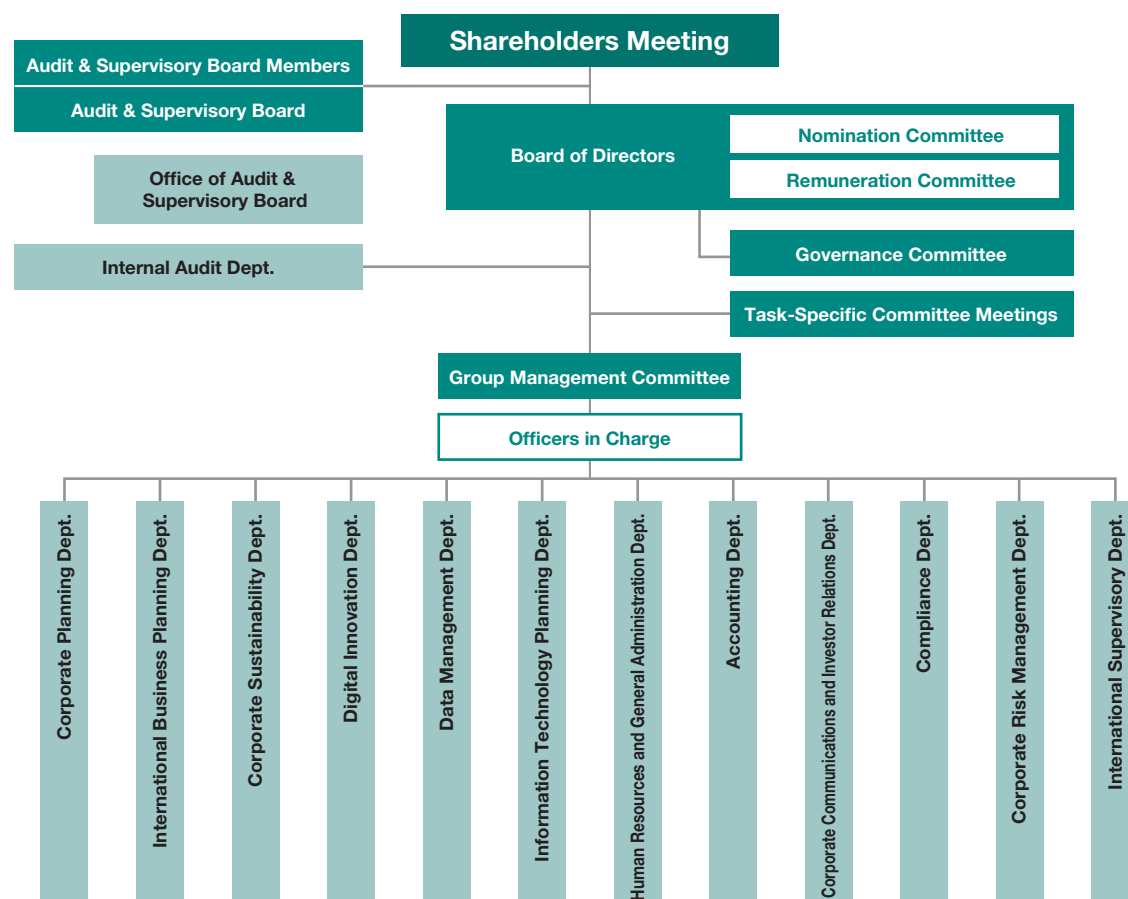 Shareholders Meeting
Audit & Supervisory Board Members
Audit & Supervisory Board
Board of Directors
Nomination Committee
Remuneration Committee
Office of Audit &
Supervisory Board
Internal Audit Dept.
Governance Committee
Task-Specific Committee Meetings
Group Management Committee
Officers in Charge
Corporate Planning Dept.
International Business Planning Dept.
Corporate Sustainability Dept.
Digital Innovation Dept.
Data Management Dept.
Information Technology Planning Dept.
Human Resources and General Administration Dept.
Accounting Dept.
Corporate Communications and Investor Relations Dept.
Compliance Dept.
Corporate Risk Management Dept.
International Supervisory Dept.